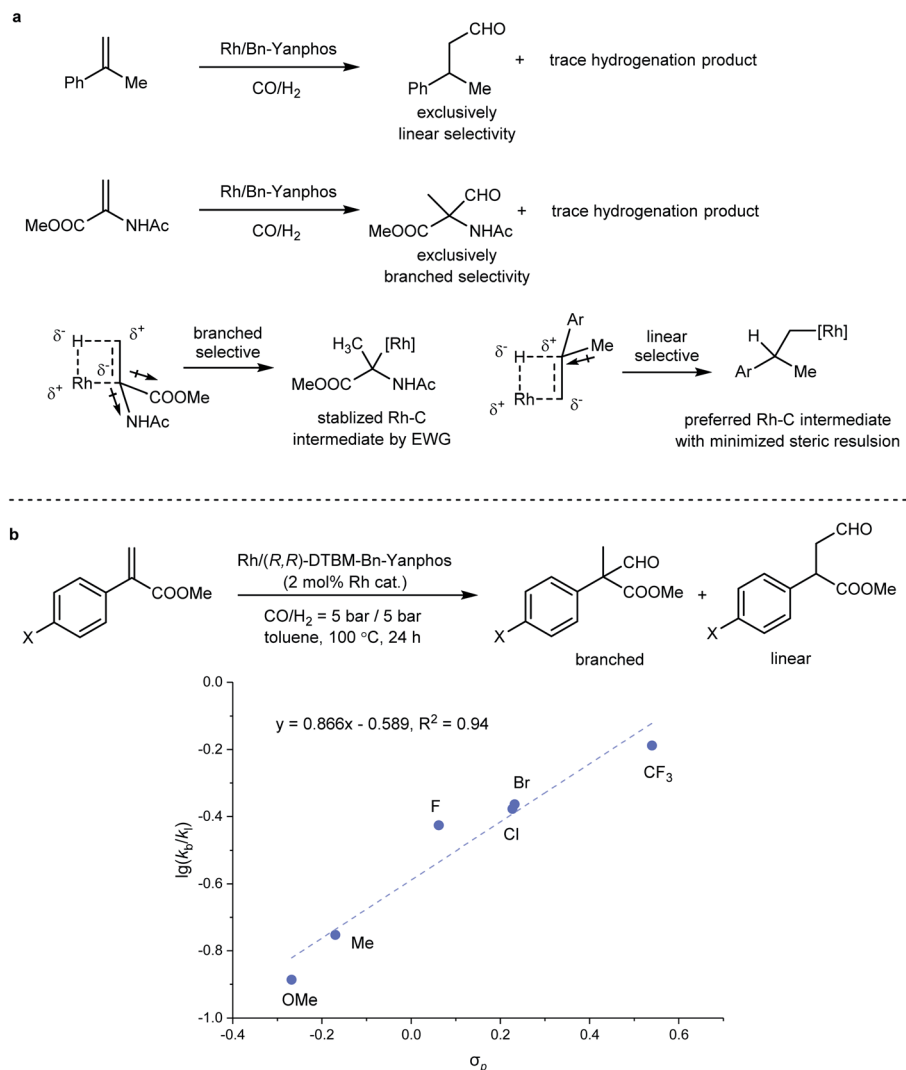 a
Ph
Me
Rh/Bn-Yanphos
CO/H2
CHO
Ph
Me
exclusively
linear selectivity
+ trace hydrogenation product
MeOOC
NHAc
Rh/Bn-Yanphos
CO/H2
CHO
MeOOC
NHAc
exclusively
branched selectivity
+ trace hydrogenation product
δ-
H
δ+
δ-
δ+
Rh
COOMe
NHAc
branched
selective
H3C
[Rh]
MeOOC
NHAc
stablized Rh-C
intermediate by EWG
Ar
δ-
H
δ+
Me
δ+
Rh
δ-
linear
selective
H
[Rh]
Ar
Me
preferred Rh-C intermediate
with minimized steric resulsion
b
X
COOMe
Rh/(R,R)-DTBM-Bn-Yanphos
(2 mol% Rh cat.)
CO/H2 = 5 bar / 5 bar
toluene, 100 °C, 24 h
CHO
COOMe
X
branched
+
CHO
COOMe
X
linear
y = 0.866x - 0.589, R2 = 0.94
lg(kb/kl)
0.0
-0.2
-0.4
-0.6
-0.8
-1.0
OMe
Me
F
Br
Cl
CF3
-0.4
-0.2
0.0
0.2
0.4
0.6
σp